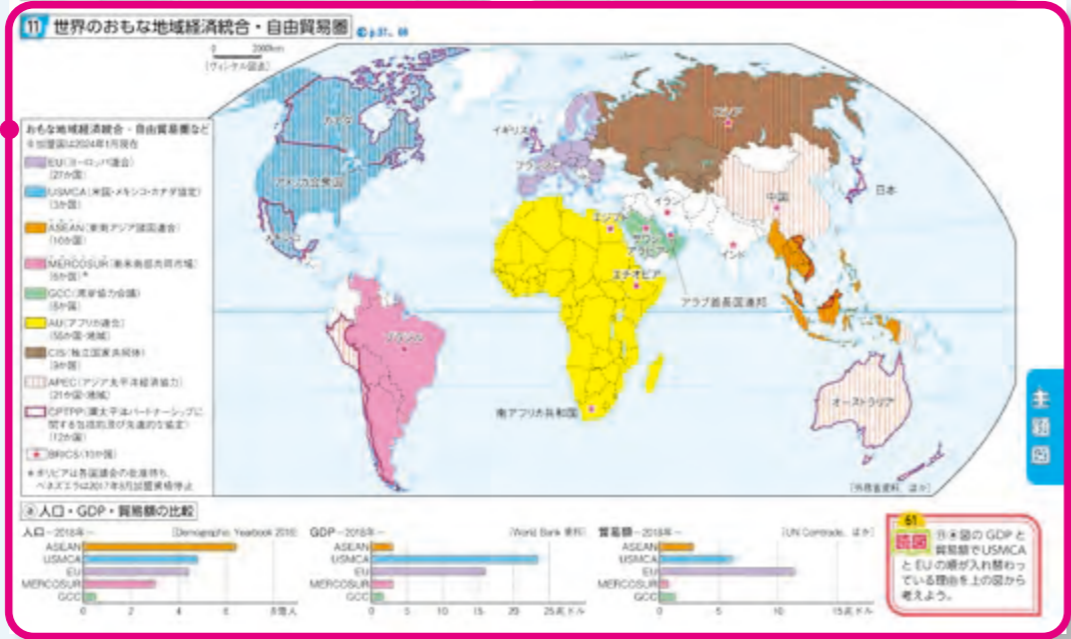 11 世界のおもな地域経済統合・自由貿易圏
0 2000km
(ヴィンケル図法)
おもな地域経済統合・自由貿易圏など
※加盟国は2024年1月現在
EU(ヨーロッパ連合)
(27か国)
USMCA(米国・メキシコ・カナダ協定)
(3か国)
ASEAN(東南アジア諸国連合)
(10か国)
MERCOSUR(南米南部共同市場)
(6か国)*
GCC(湾岸協力会議)
(6か国)
AU(アフリカ連合)
(55か国・地域)
CIS(独立国家共同体)
(9か国)
APEC(アジア太平洋経済協力)
(21か国・地域)
CPTPP(環太平洋パートナーシップに
関する包括的及び先進的な協定)
(12か国)
BRICS(10か国)
*ボリビアは各国議会の批准待ち、
ベネズエラは2017年8月加盟資格停止
カナダ
アメリカ合衆国
メキシコ
ブラジル
イギリス
フランス
ロシア
エジプト
サウジ
アラビア
イラン
エチオピア
アラブ首長国連邦
インド
中国
日本
南アフリカ共和国
オーストラリア
〔外務省資料、ほか〕
主題図
ⓐ人口・GDP・貿易額の比較
人口 −2018年−
〔Demographic Yearbook 2018〕
ASEAN
USMCA
EU
MERCOSUR
GCC
0 2 4 6 8億人
GDP −2018年−
〔World Bank 資料〕
ASEAN
USMCA
EU
MERCOSUR
GCC
0 5 10 15 20 25兆ドル
貿易額 −2018年−
〔UN Comtrade、ほか〕
ASEAN
USMCA
EU
MERCOSUR
GCC
0 5 10 15兆ドル
61
読図
11ⓐ図のGDPと
貿易額でUSMCA
とEUの順が入れ替わっ
ている理由を上の図から
考えよう。